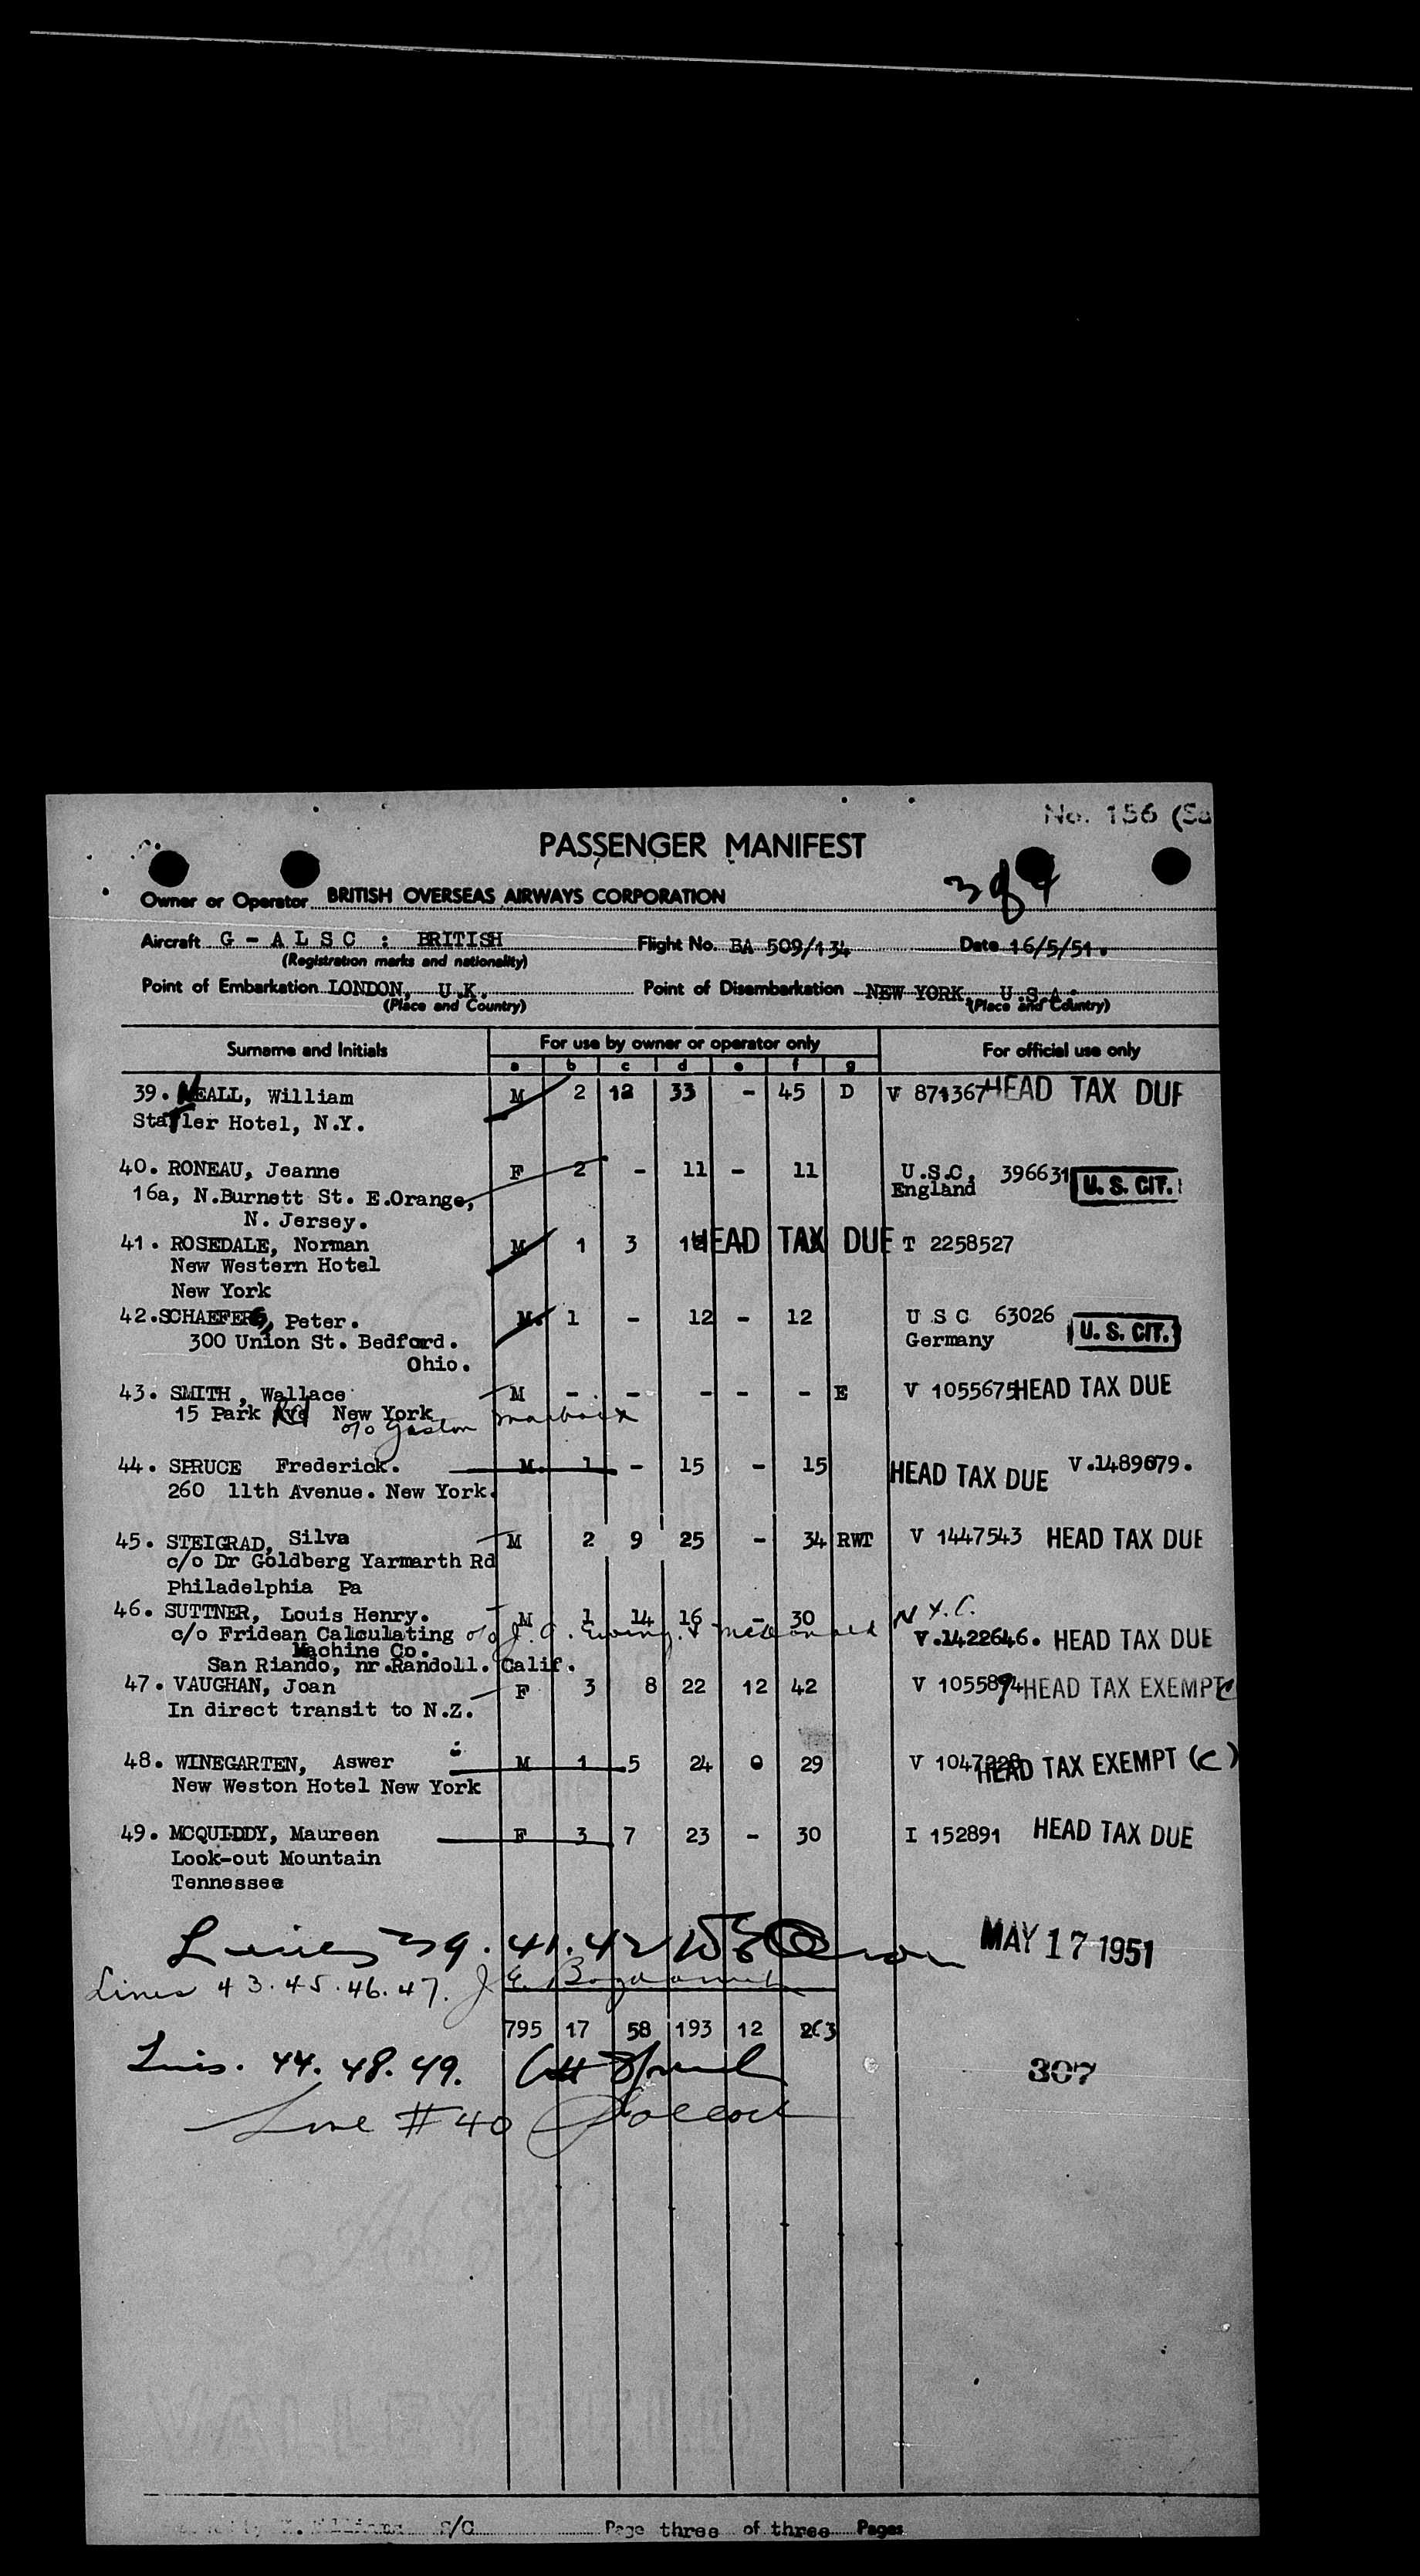 No. 156 (Sa
PASSENGER MANIFEST
3 of 4
Owner or Operator BRITISH OVERSEAS AIRWAYS CORPORATION
Aircraft G - A L S C : BRITISH Flight No. BA 509/134 Date 16/5/51.
(Registration marks and nationality)
Point of Embarkation LONDON, U.K. Point of Disembarkation NEW YORK, U.S.A.
(Place and Country) (Place and Country)
Surname and Initials For use by owner or operator only For official use only
a b c d e f g
39. NEALL, William M 2 12 33 - 45 D V 871367 HEAD TAX DUE
Statler Hotel, N.Y.
40. RONEAU, Jeanne F 2 - 11 - 11 U.S.C. 396631 U. S. CIT.
16a, N.Burnett St. E.Orange, England
N. Jersey.
41. ROSEDALE, Norman M 1 3 HEAD TAX DUE T 2258527
New Western Hotel
New York
42. SCHAEFERS, Peter. M. 1 - 12 - 12 U S C 63026 U. S. CIT.
300 Union St. Bedford. Germany
Ohio.
43. SMITH, Wallace M - - - - - E V 1055675 HEAD TAX DUE
15 Park Ave New York
c/o Gaston
44. SPRUCE Frederick. M. 1 - 15 - 15 HEAD TAX DUE V.1489679.
260 11th Avenue. New York.
45. STEIGRAD, Silva M 2 9 25 - 34 RWT V 1447543 HEAD TAX DUE
c/o Dr Goldberg Yarmarth Rd
Philadelphia Pa
46. SUTTNER, Louis Henry. M 1 14 16 - 30 N.Y.C.
c/o Fridean Calculating c/o J. A. Ewing & McDonald V.1422646. HEAD TAX DUE
Machine Co.
San Riando, nr.Randoll. Calif.
47. VAUGHAN, Joan F 3 8 22 12 42 V 1055894 HEAD TAX EXEMPT C
In direct transit to N.Z.
48. WINEGARTEN, Aswer M 1 5 24 0 29 V HEAD TAX EXEMPT (C)
New Weston Hotel New York
49. MCQUIDDY, Maureen F 3 7 23 - 30 I 152891 HEAD TAX DUE
Look-out Mountain
Tennessee
Lines 39. 41. 42 MAY 17 1951
Lines 43. 45. 46. 47. J E.
795 17 58 193 12 263
Lines. 44. 48. 49.
307
Line # 40
Williams S/C Page three of three Pages